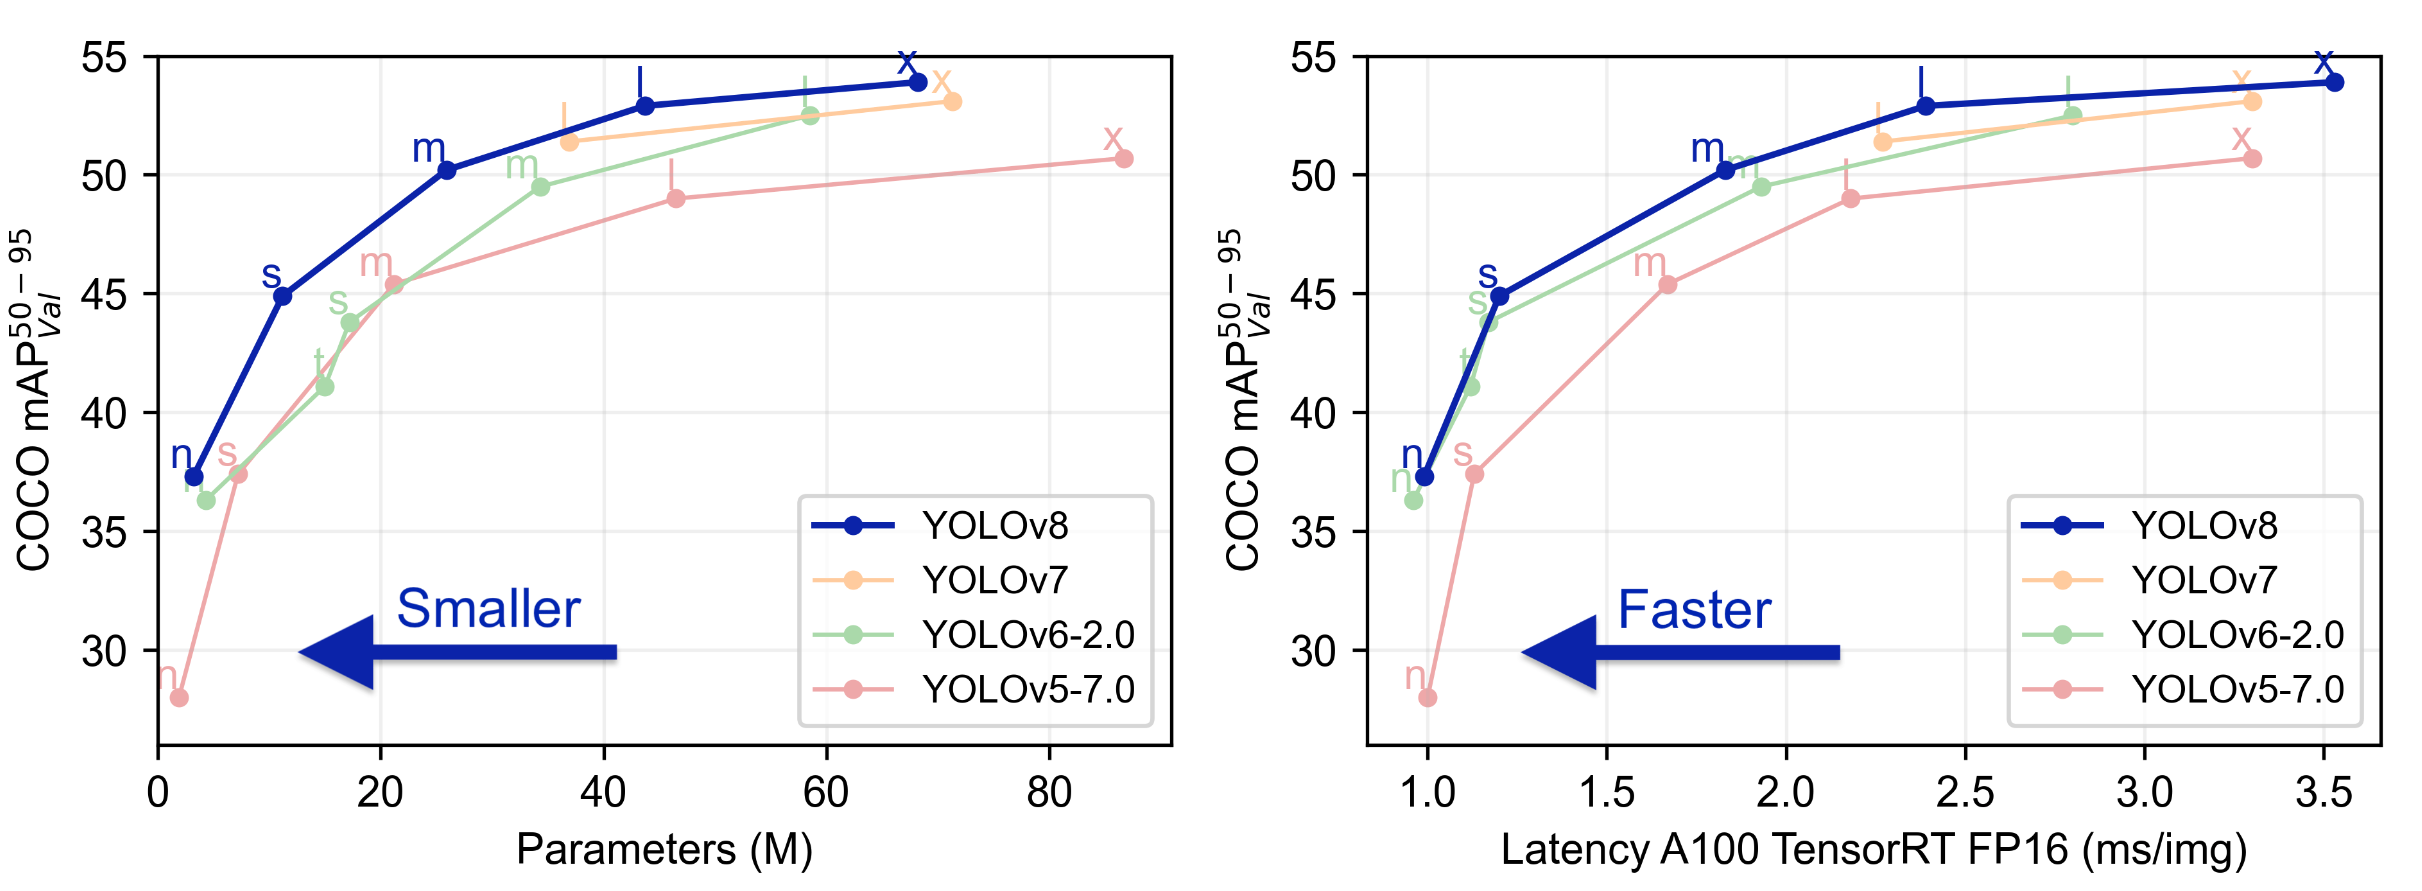 55
50
45
40
35
30
COCO mAP50-95 Val
0 20 40 60 80
Parameters (M)
n s m l x
l x
n t s m l
n s m l x
Smaller
YOLOv8
YOLOv7
YOLOv6-2.0
YOLOv5-7.0
55
50
45
40
35
30
COCO mAP50-95 Val
1.0 1.5 2.0 2.5 3.0 3.5
Latency A100 TensorRT FP16 (ms/img)
n s m l x
l x
n t s m l
n s m l x
Faster
YOLOv8
YOLOv7
YOLOv6-2.0
YOLOv5-7.0